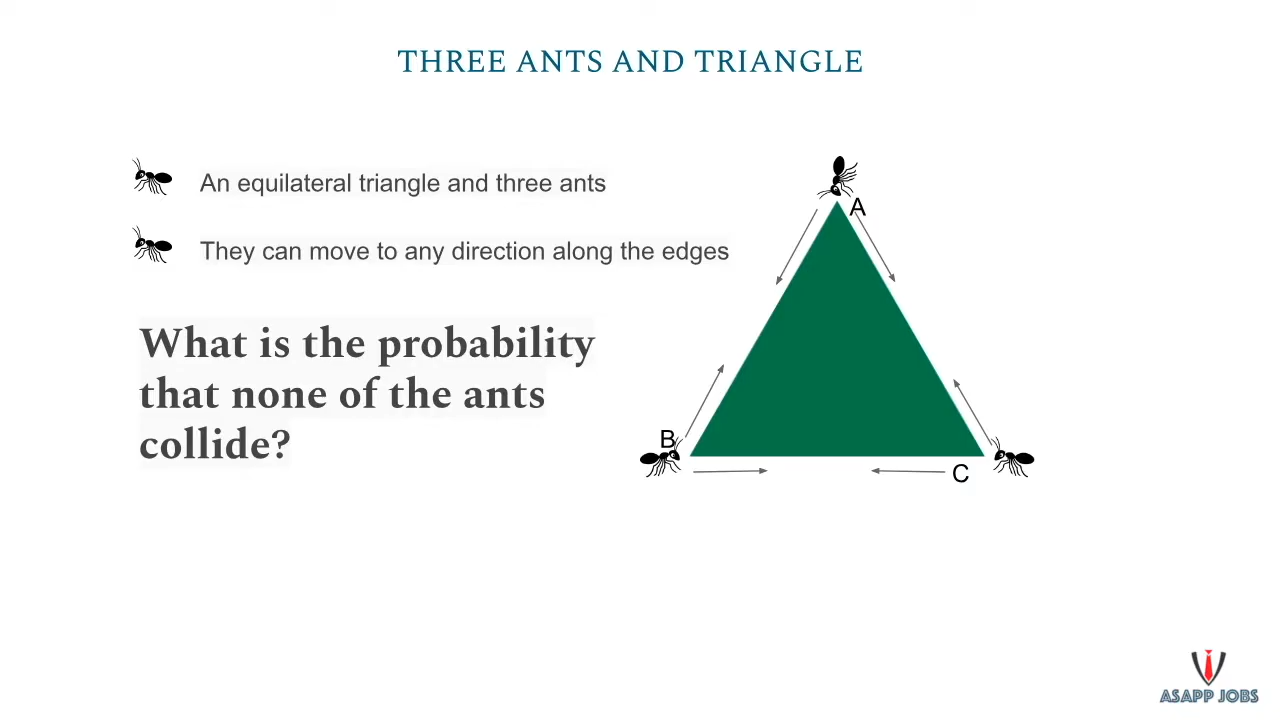 THREE ANTS AND TRIANGLE
An equilateral triangle and three ants
They can move to any direction along the edges
What is the probability
that none of the ants
collide?
A
B
C
ASAPP JOBS